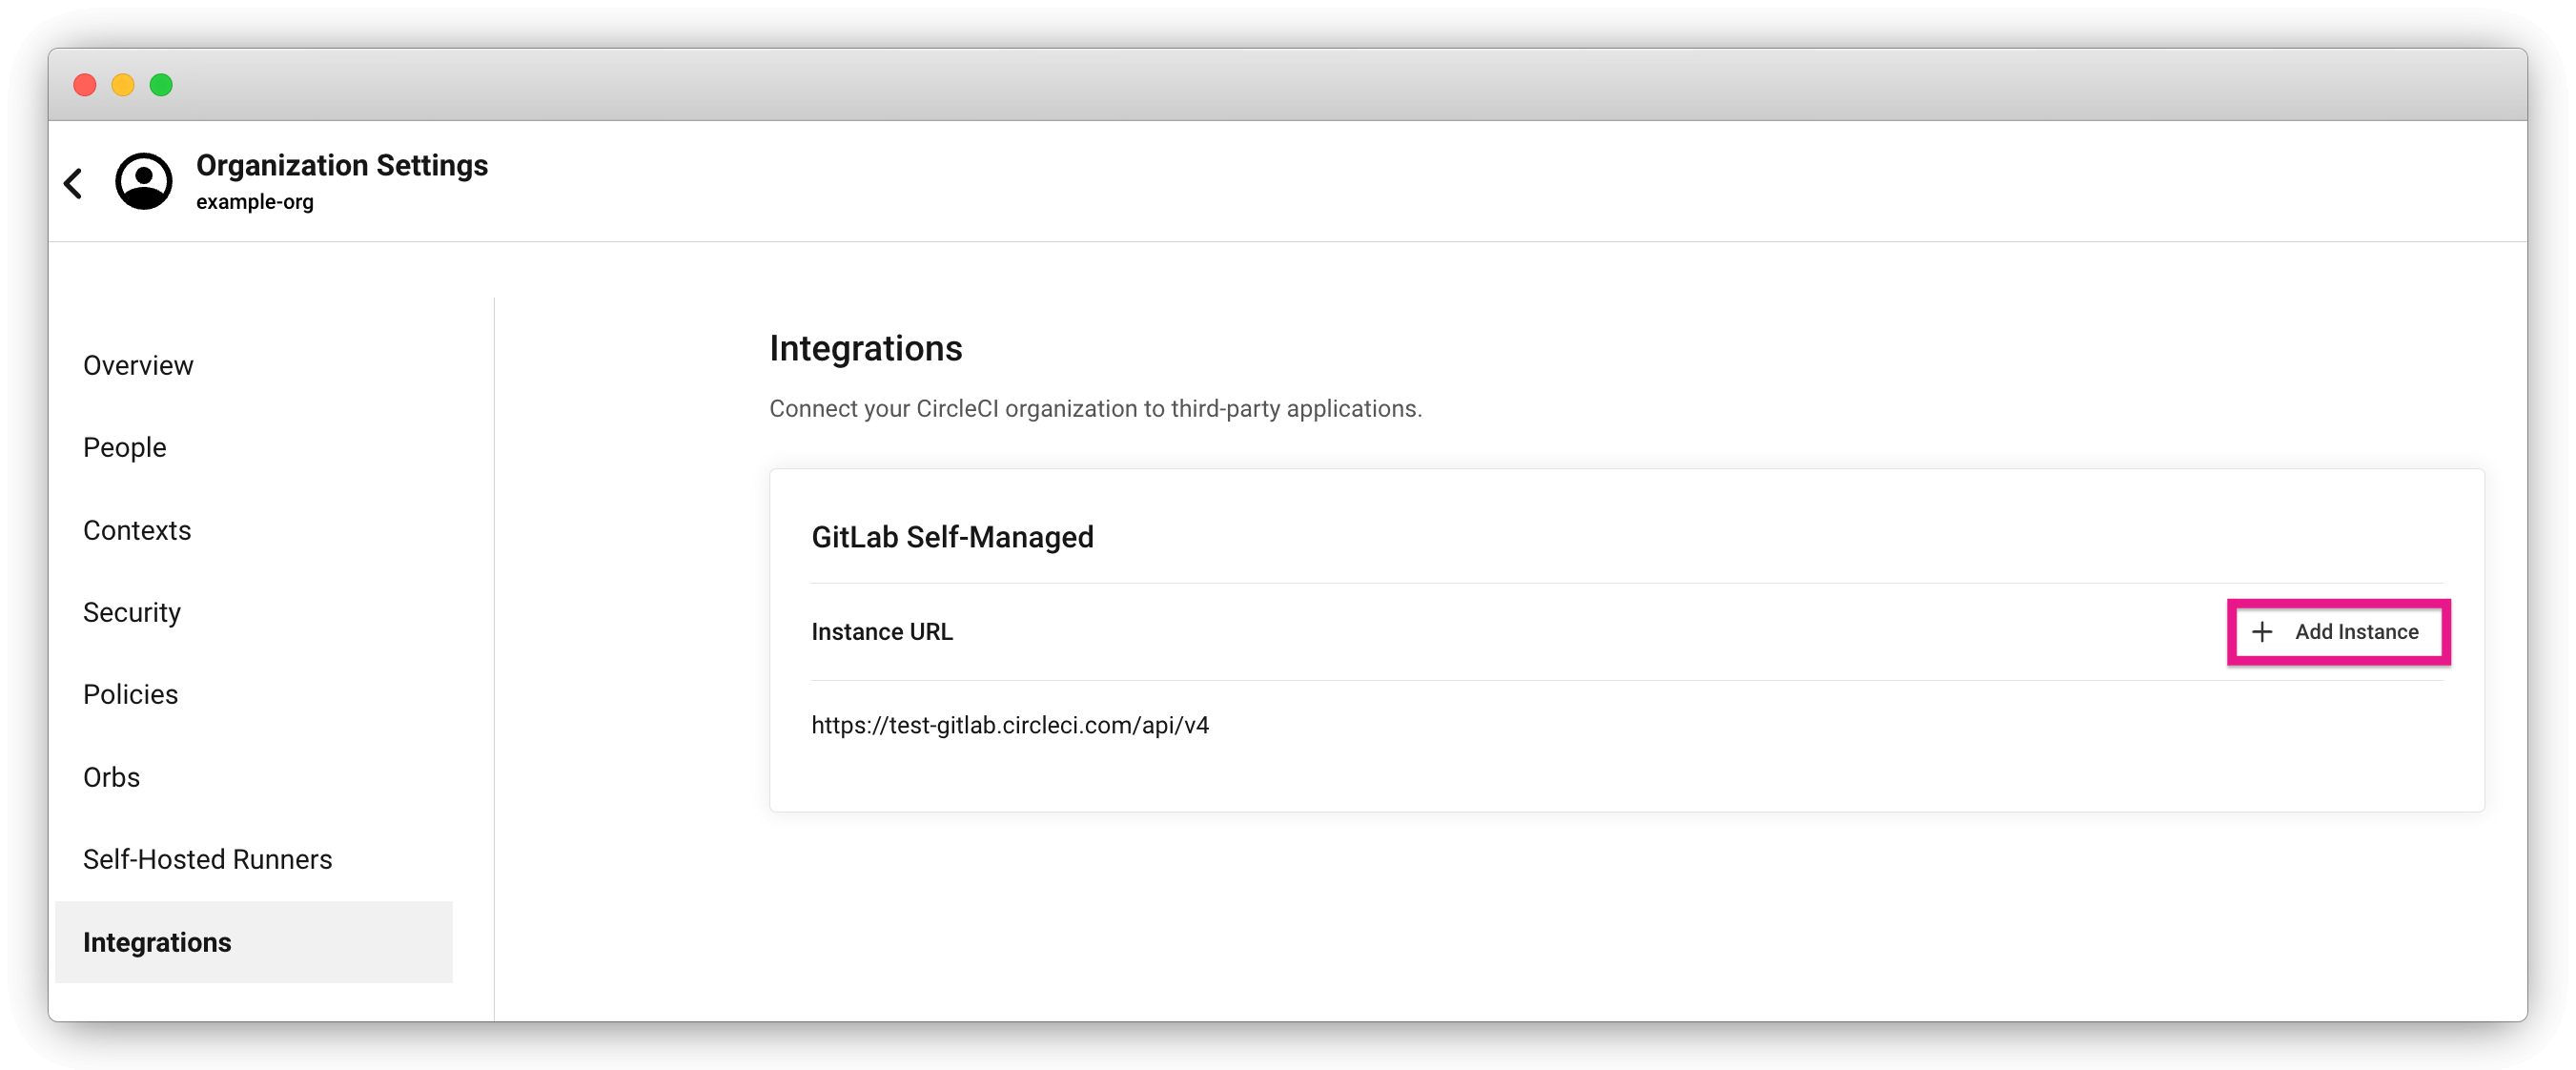 Organization Settings
example-org
Overview
People
Contexts
Security
Policies
Orbs
Self-Hosted Runners
Integrations
Integrations
Connect your CircleCI organization to third-party applications.
GitLab Self-Managed
Instance URL
Add Instance
https://test-gitlab.circleci.com/api/v4